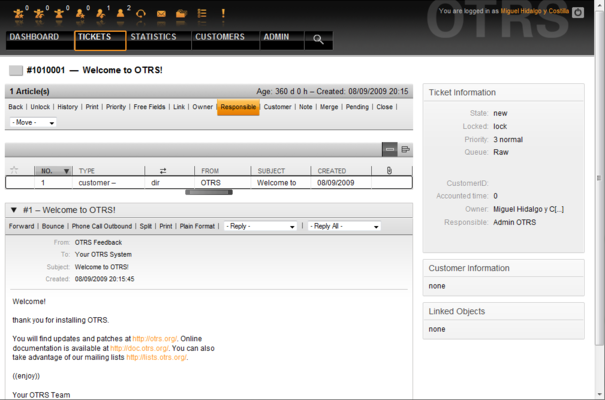 0 0 0 0 1 2
OTRS
You are logged in as Miguel Hidalgo y Costilla
DASHBOARD TICKETS STATISTICS CUSTOMERS ADMIN
#1010001 — Welcome to OTRS!
1 Article(s) Age: 360 d 0 h – Created: 08/09/2009 20:15
Back | Unlock | History | Print | Priority | Free Fields | Link | Owner | Responsible | Customer | Note | Merge | Pending | Close |
- Move -
NO. TYPE dir FROM SUBJECT CREATED
1 customer – dir OTRS Welcome to 08/09/2009
#1 – Welcome to OTRS!
Forward | Bounce | Phone Call Outbound | Split | Print | Plain Format | - Reply - | - Reply All - |
From: OTRS Feedback
To: Your OTRS System
Subject: Welcome to OTRS!
Created: 08/09/2009 20:15:45
Welcome!
thank you for installing OTRS.
You will find updates and patches at http://otrs.org/. Online
documentation is available at http://doc.otrs.org/. You can also
take advantage of our mailing lists http://lists.otrs.org/.
((enjoy))
Your OTRS Team
Ticket Information
State: new
Locked: lock
Priority: 3 normal
Queue: Raw
CustomerID:
Accounted time: 0
Owner: Miguel Hidalgo y C[...]
Responsible: Admin OTRS
Customer Information
none
Linked Objects
none